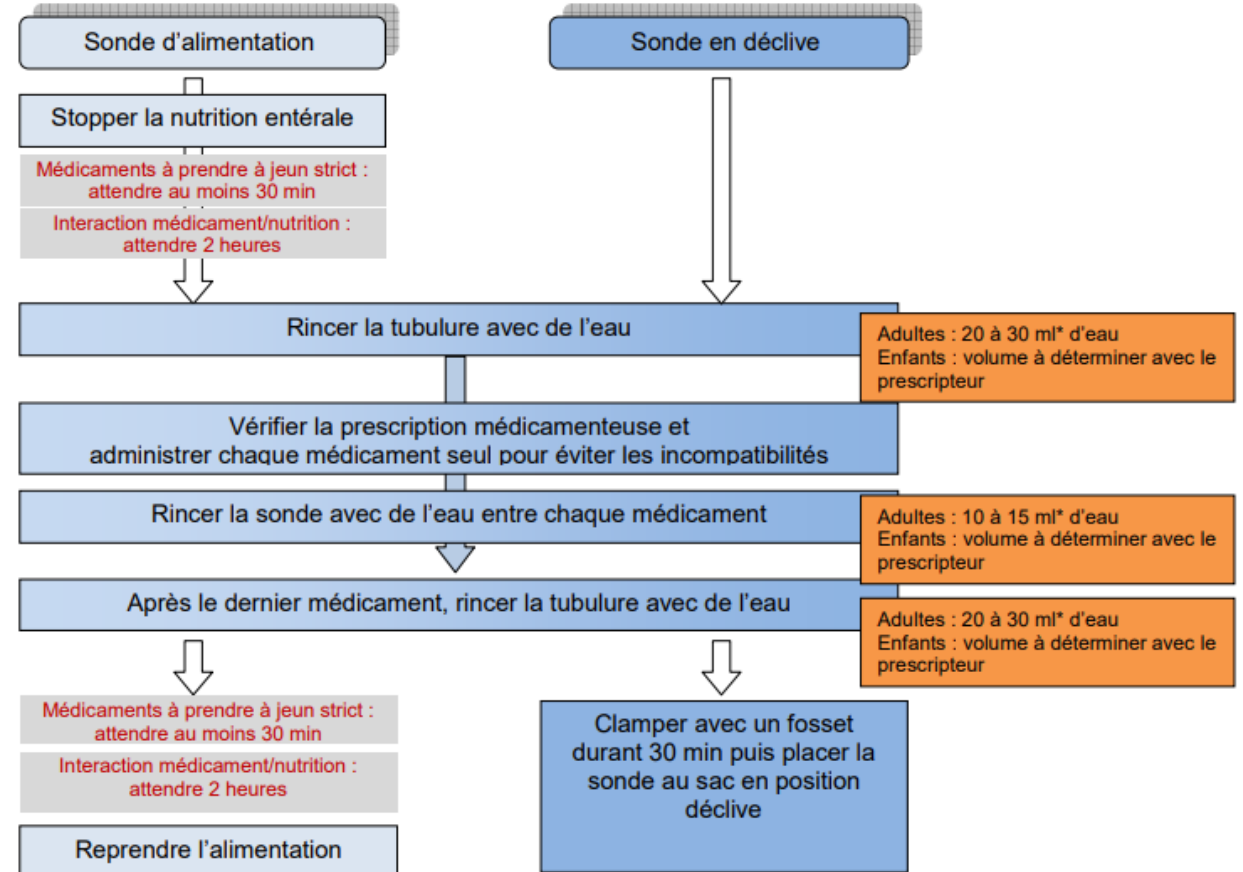 Sonde d'alimentation
Sonde en déclive
Stopper la nutrition entérale
Médicaments à prendre à jeun strict :
attendre au moins 30 min
Interaction médicament/nutrition :
attendre 2 heures
Rincer la tubulure avec de l'eau
Adultes : 20 à 30 ml* d'eau
Enfants : volume à déterminer avec le
prescripteur
Vérifier la prescription médicamenteuse et
administrer chaque médicament seul pour éviter les incompatibilités
Rincer la sonde avec de l'eau entre chaque médicament
Adultes : 10 à 15 ml* d'eau
Enfants : volume à déterminer avec le
prescripteur
Après le dernier médicament, rincer la tubulure avec de l'eau
Adultes : 20 à 30 ml* d'eau
Enfants : volume à déterminer avec le
prescripteur
Médicaments à prendre à jeun strict :
attendre au moins 30 min
Interaction médicament/nutrition :
attendre 2 heures
Reprendre l'alimentation
Clamper avec un fosset
durant 30 min puis placer la
sonde au sac en position
déclive